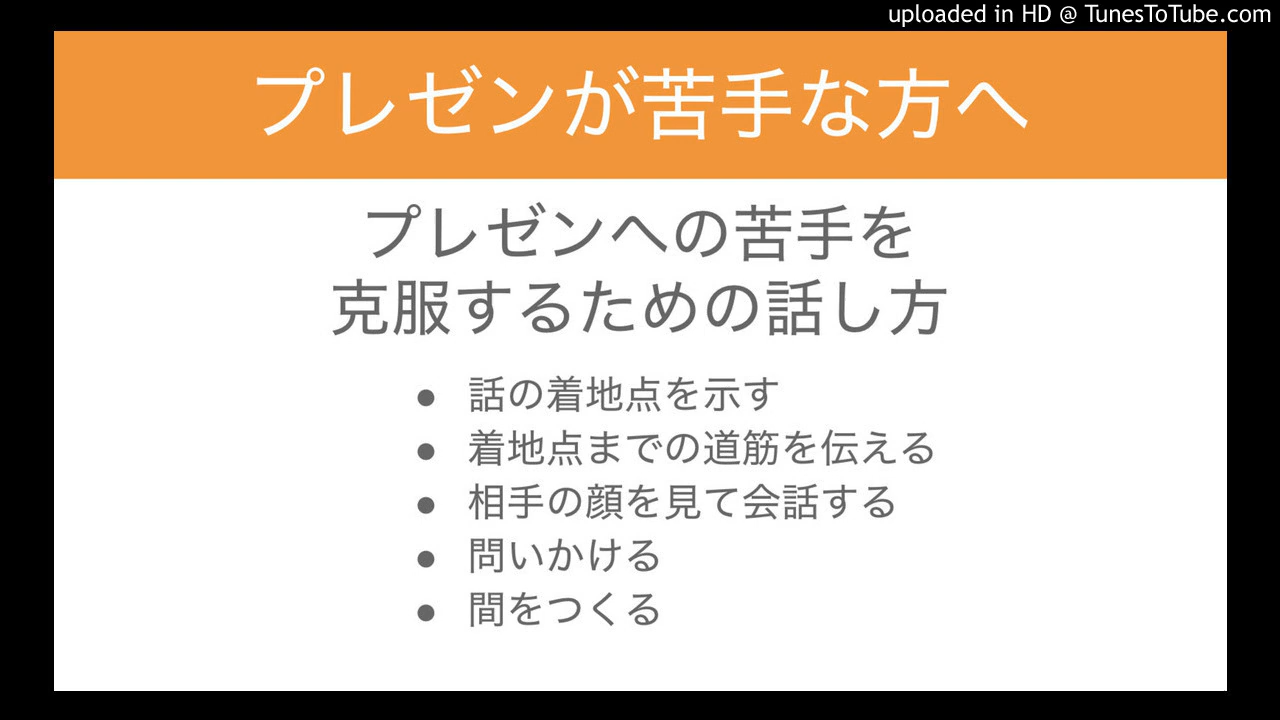 uploaded in HD @ TunesToTube.com
プレゼンが苦手な方へ
プレゼンへの苦手を
克服するための話し方
● 話の着地点を示す
● 着地点までの道筋を伝える
● 相手の顔を見て会話する
● 問いかける
● 間をつくる